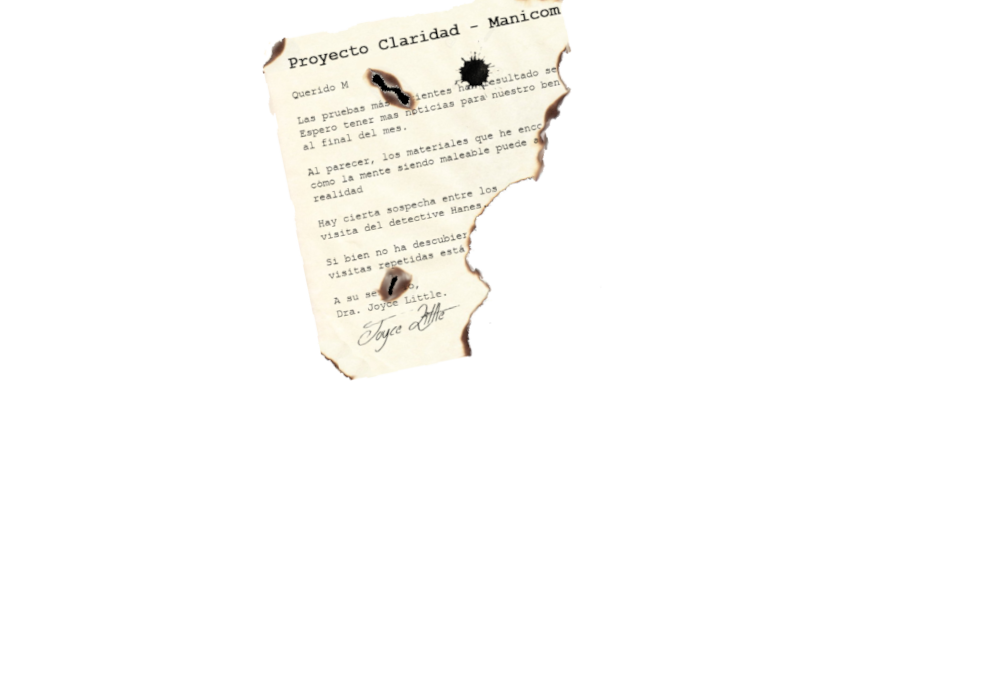 Proyecto Claridad - Manicom
Querido M
Las pruebas más ientes han resultado se
Espero tener mas noticias para nuestro ben
al final del mes.
Al parecer, los materiales que he enco
cómo la mente siendo maleable puede
realidad
Hay cierta sospecha entre los
visita del detective Hanes.
Si bien no ha descubier
visitas repetidas está
A su se o,
Dra. Joyce Little.
Joyce Little